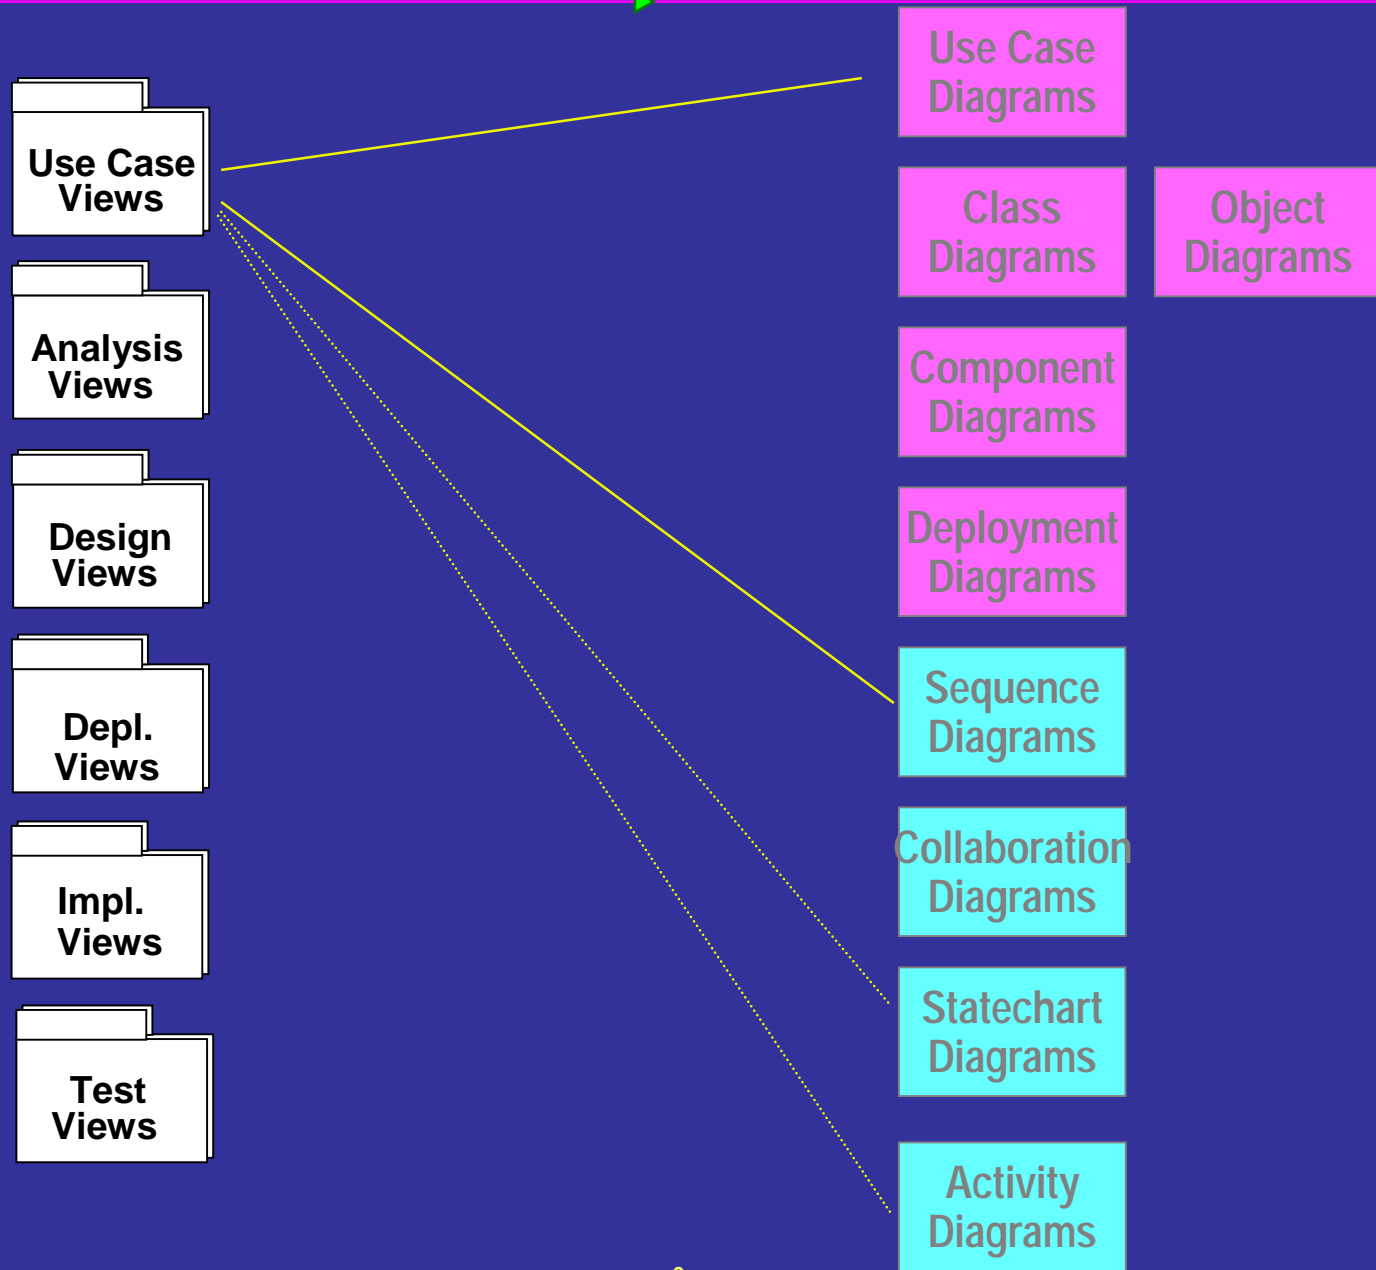 Use Case
Views
Analysis
Views
Design
Views
Depl.
Views
Impl.
Views
Test
Views
Use Case
Diagrams
Class
Diagrams
Object
Diagrams
Component
Diagrams
Deployment
Diagrams
Sequence
Diagrams
Collaboration
Diagrams
Statechart
Diagrams
Activity
Diagrams